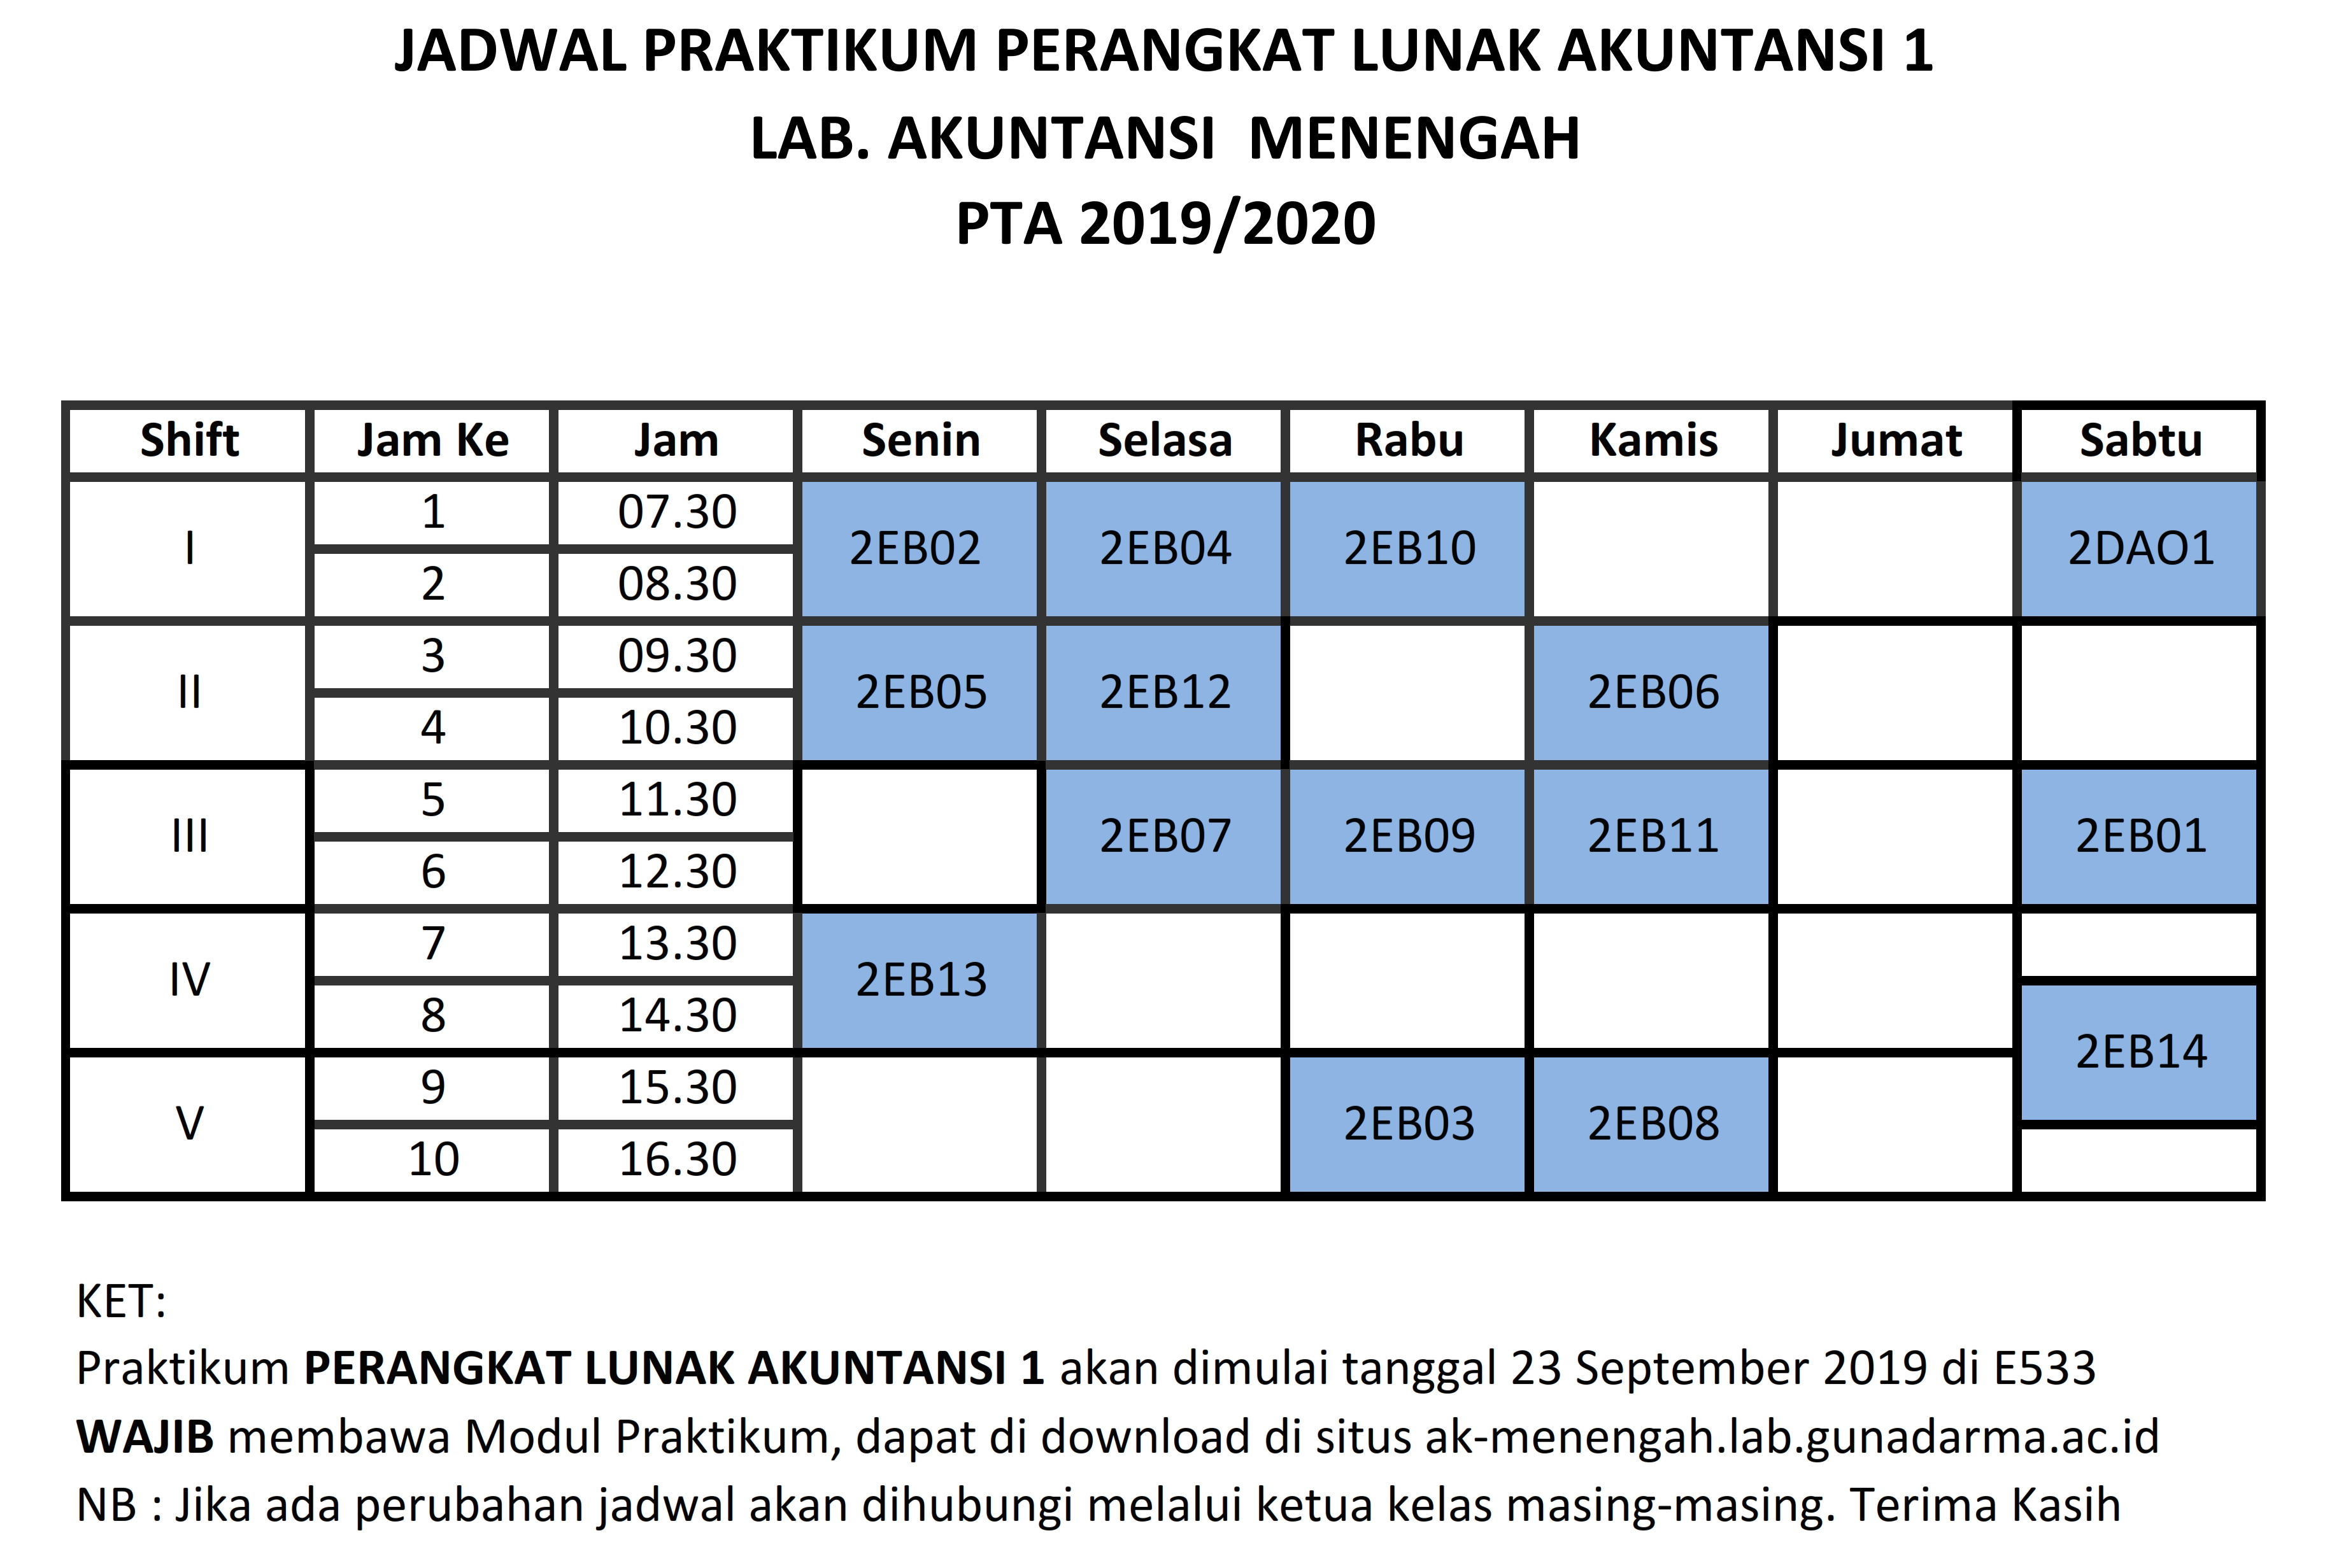 JADWAL PRAKTIKUM PERANGKAT LUNAK AKUNTANSI 1
LAB. AKUNTANSI  MENENGAH
PTA 2019/2020
Shift Jam Ke Jam Senin Selasa Rabu Kamis Jumat Sabtu
I 1 07.30 2EB02 2EB04 2EB10 2DAO1
2 08.30
II 3 09.30 2EB05 2EB12 2EB06
4 10.30
III 5 11.30 2EB07 2EB09 2EB11 2EB01
6 12.30
IV 7 13.30 2EB13
8 14.30 2EB14
V 9 15.30 2EB03 2EB08
10 16.30
KET:
Praktikum PERANGKAT LUNAK AKUNTANSI 1 akan dimulai tanggal 23 September 2019 di E533
WAJIB membawa Modul Praktikum, dapat di download di situs ak-menengah.lab.gunadarma.ac.id
NB : Jika ada perubahan jadwal akan dihubungi melalui ketua kelas masing-masing. Terima Kasih